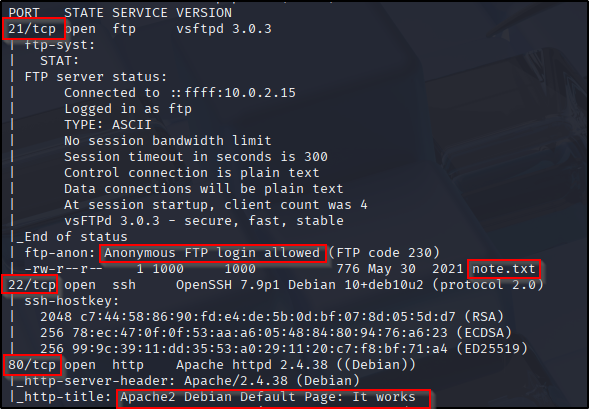 PORT STATE SERVICE VERSION
21/tcp open ftp vsftpd 3.0.3
| ftp-syst:
| STAT:
| FTP server status:
| Connected to ::ffff:10.0.2.15
| Logged in as ftp
| TYPE: ASCII
| No session bandwidth limit
| Session timeout in seconds is 300
| Control connection is plain text
| Data connections will be plain text
| At session startup, client count was 4
| vsFTPd 3.0.3 - secure, fast, stable
|_End of status
| ftp-anon: Anonymous FTP login allowed (FTP code 230)
|_-rw-r--r-- 1 1000 1000 776 May 30 2021 note.txt
22/tcp open ssh OpenSSH 7.9p1 Debian 10+deb10u2 (protocol 2.0)
| ssh-hostkey:
| 2048 c7:44:58:86:90:fd:e4:de:5b:0d:bf:07:8d:05:5d:d7 (RSA)
| 256 78:ec:47:0f:0f:53:aa:a6:05:48:84:80:94:76:a6:23 (ECDSA)
|_ 256 99:9c:39:11:dd:35:53:a0:29:11:20:c7:f8:bf:71:a4 (ED25519)
80/tcp open http Apache httpd 2.4.38 ((Debian))
|_http-server-header: Apache/2.4.38 (Debian)
|_http-title: Apache2 Debian Default Page: It works